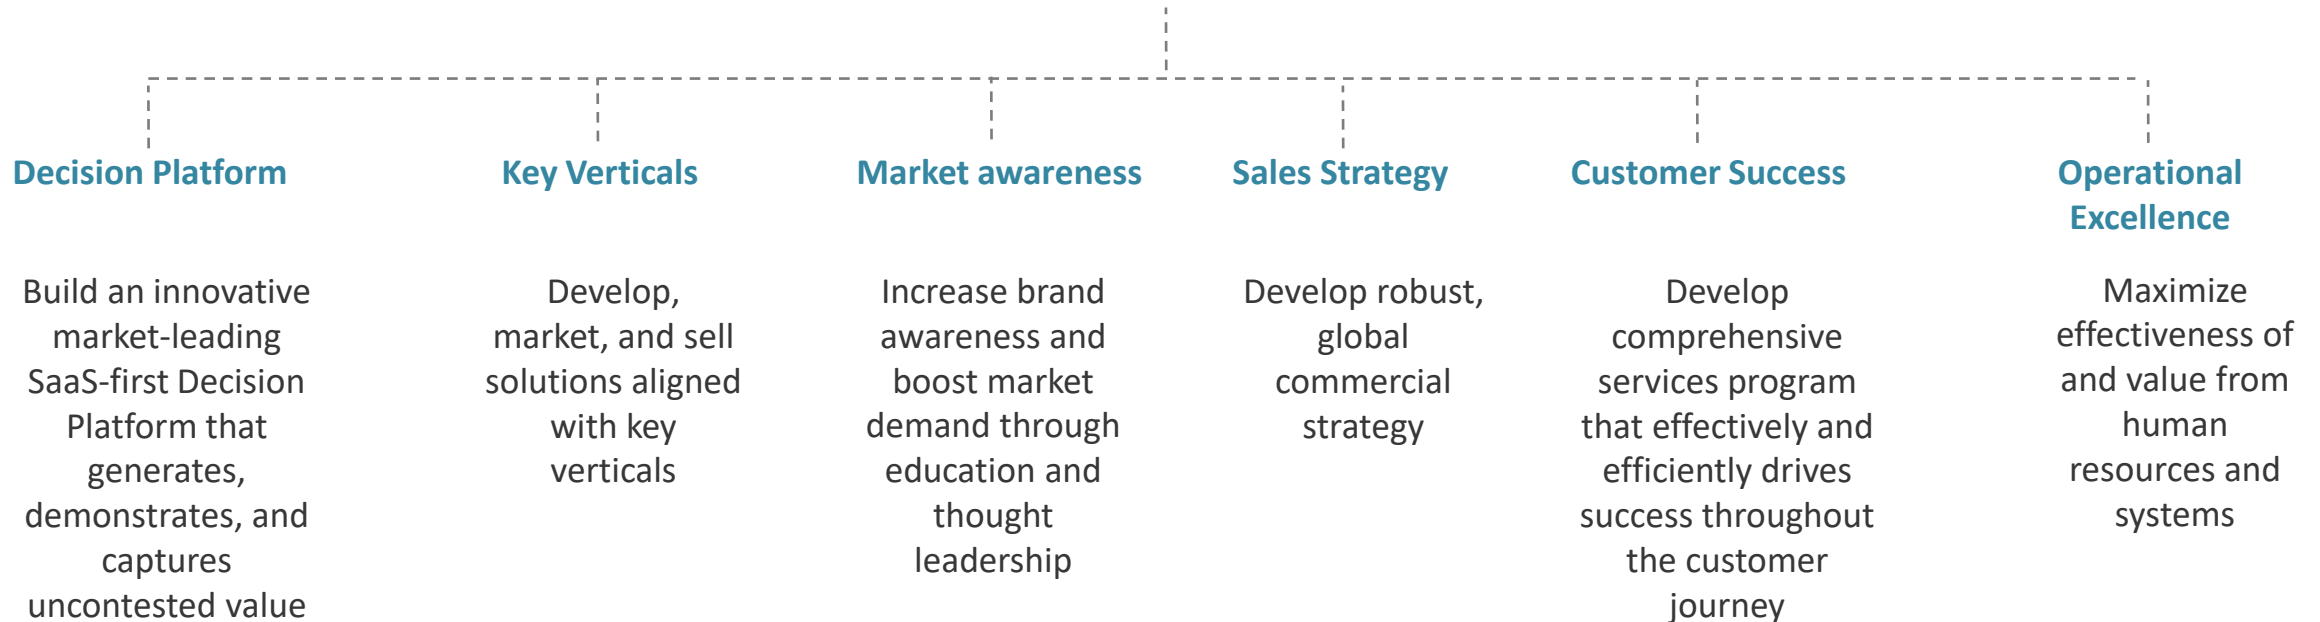 Decision Platform
Build an innovative
market-leading
SaaS-first Decision
Platform that
generates,
demonstrates, and
captures
uncontested value
Key Verticals
Develop,
market, and sell
solutions aligned
with key
verticals
Market awareness
Increase brand
awareness and
boost market
demand through
education and
thought
leadership
Sales Strategy
Develop robust,
global
commercial
strategy
Customer Success
Develop
comprehensive
services program
that effectively and
efficiently drives
success throughout
the customer
journey
Operational
Excellence
Maximize
effectiveness of
and value from
human
resources and
systems